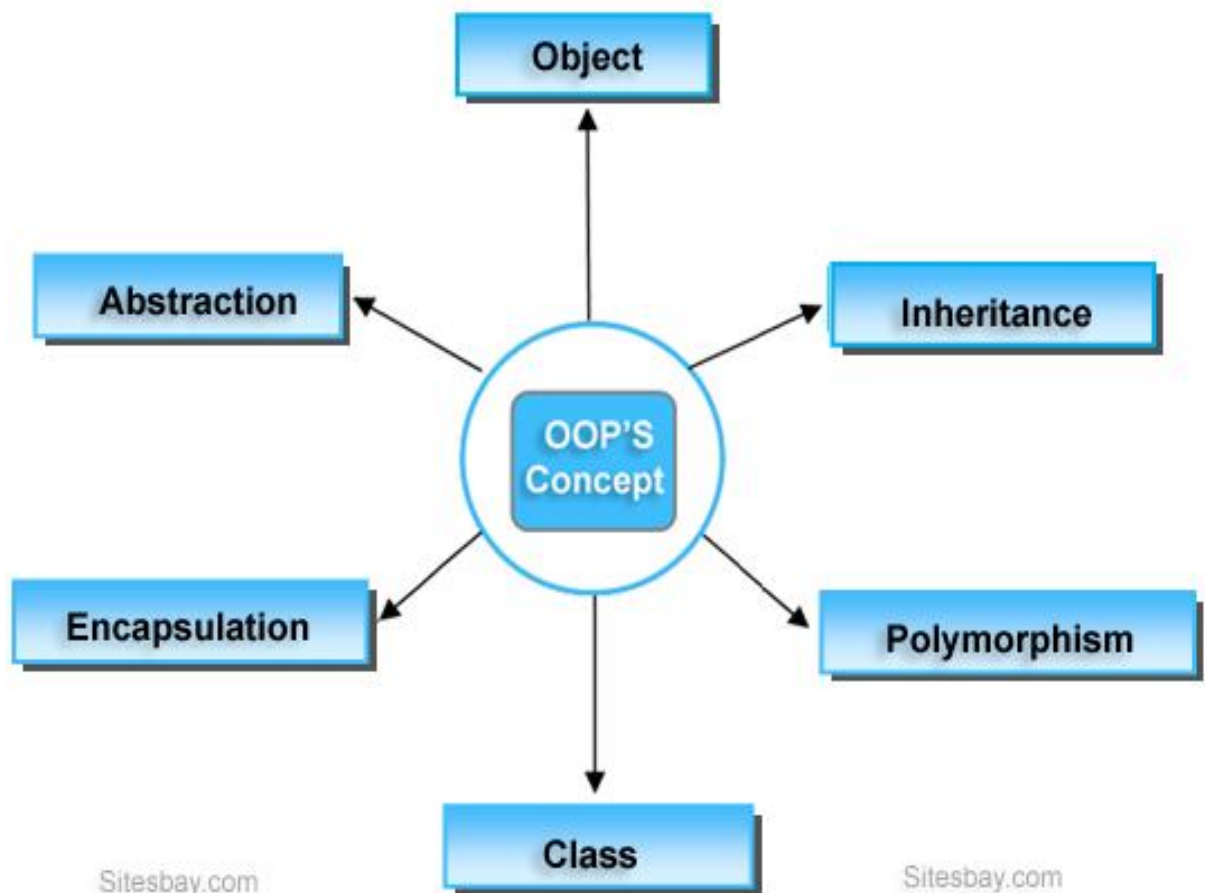 Object
Abstraction
Inheritance
OOP'S
Concept
Encapsulation
Polymorphism
Class
Sitesbay.com
Sitesbay.com